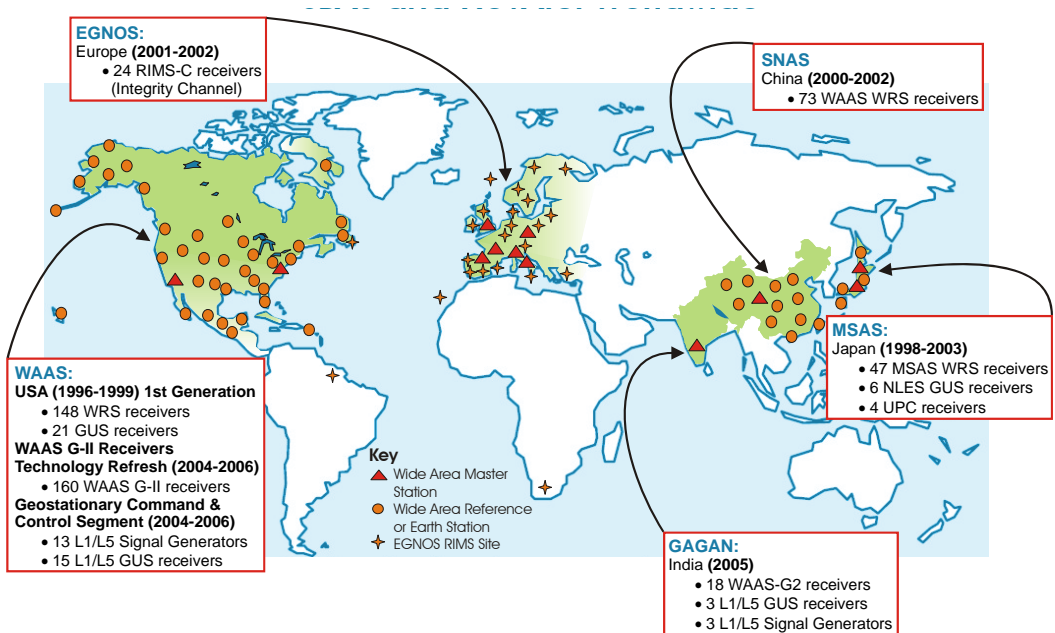 EGNOS:
Europe (2001-2002)
• 24 RIMS-C receivers
(Integrity Channel)
SNAS
China (2000-2002)
• 73 WAAS WRS receivers
MSAS:
Japan (1998-2003)
• 47 MSAS WRS receivers
• 6 NLES GUS receivers
• 4 UPC receivers
WAAS:
USA (1996-1999) 1st Generation
• 148 WRS receivers
• 21 GUS receivers
WAAS G-II Receivers
Technology Refresh (2004-2006)
• 160 WAAS G-II receivers
Geostationary Command &
Control Segment (2004-2006)
• 13 L1/L5 Signal Generators
• 15 L1/L5 GUS receivers
Key
Wide Area Master
Station
Wide Area Reference
or Earth Station
EGNOS RIMS Site
GAGAN:
India (2005)
• 18 WAAS-G2 receivers
• 3 L1/L5 GUS receivers
• 3 L1/L5 Signal Generators